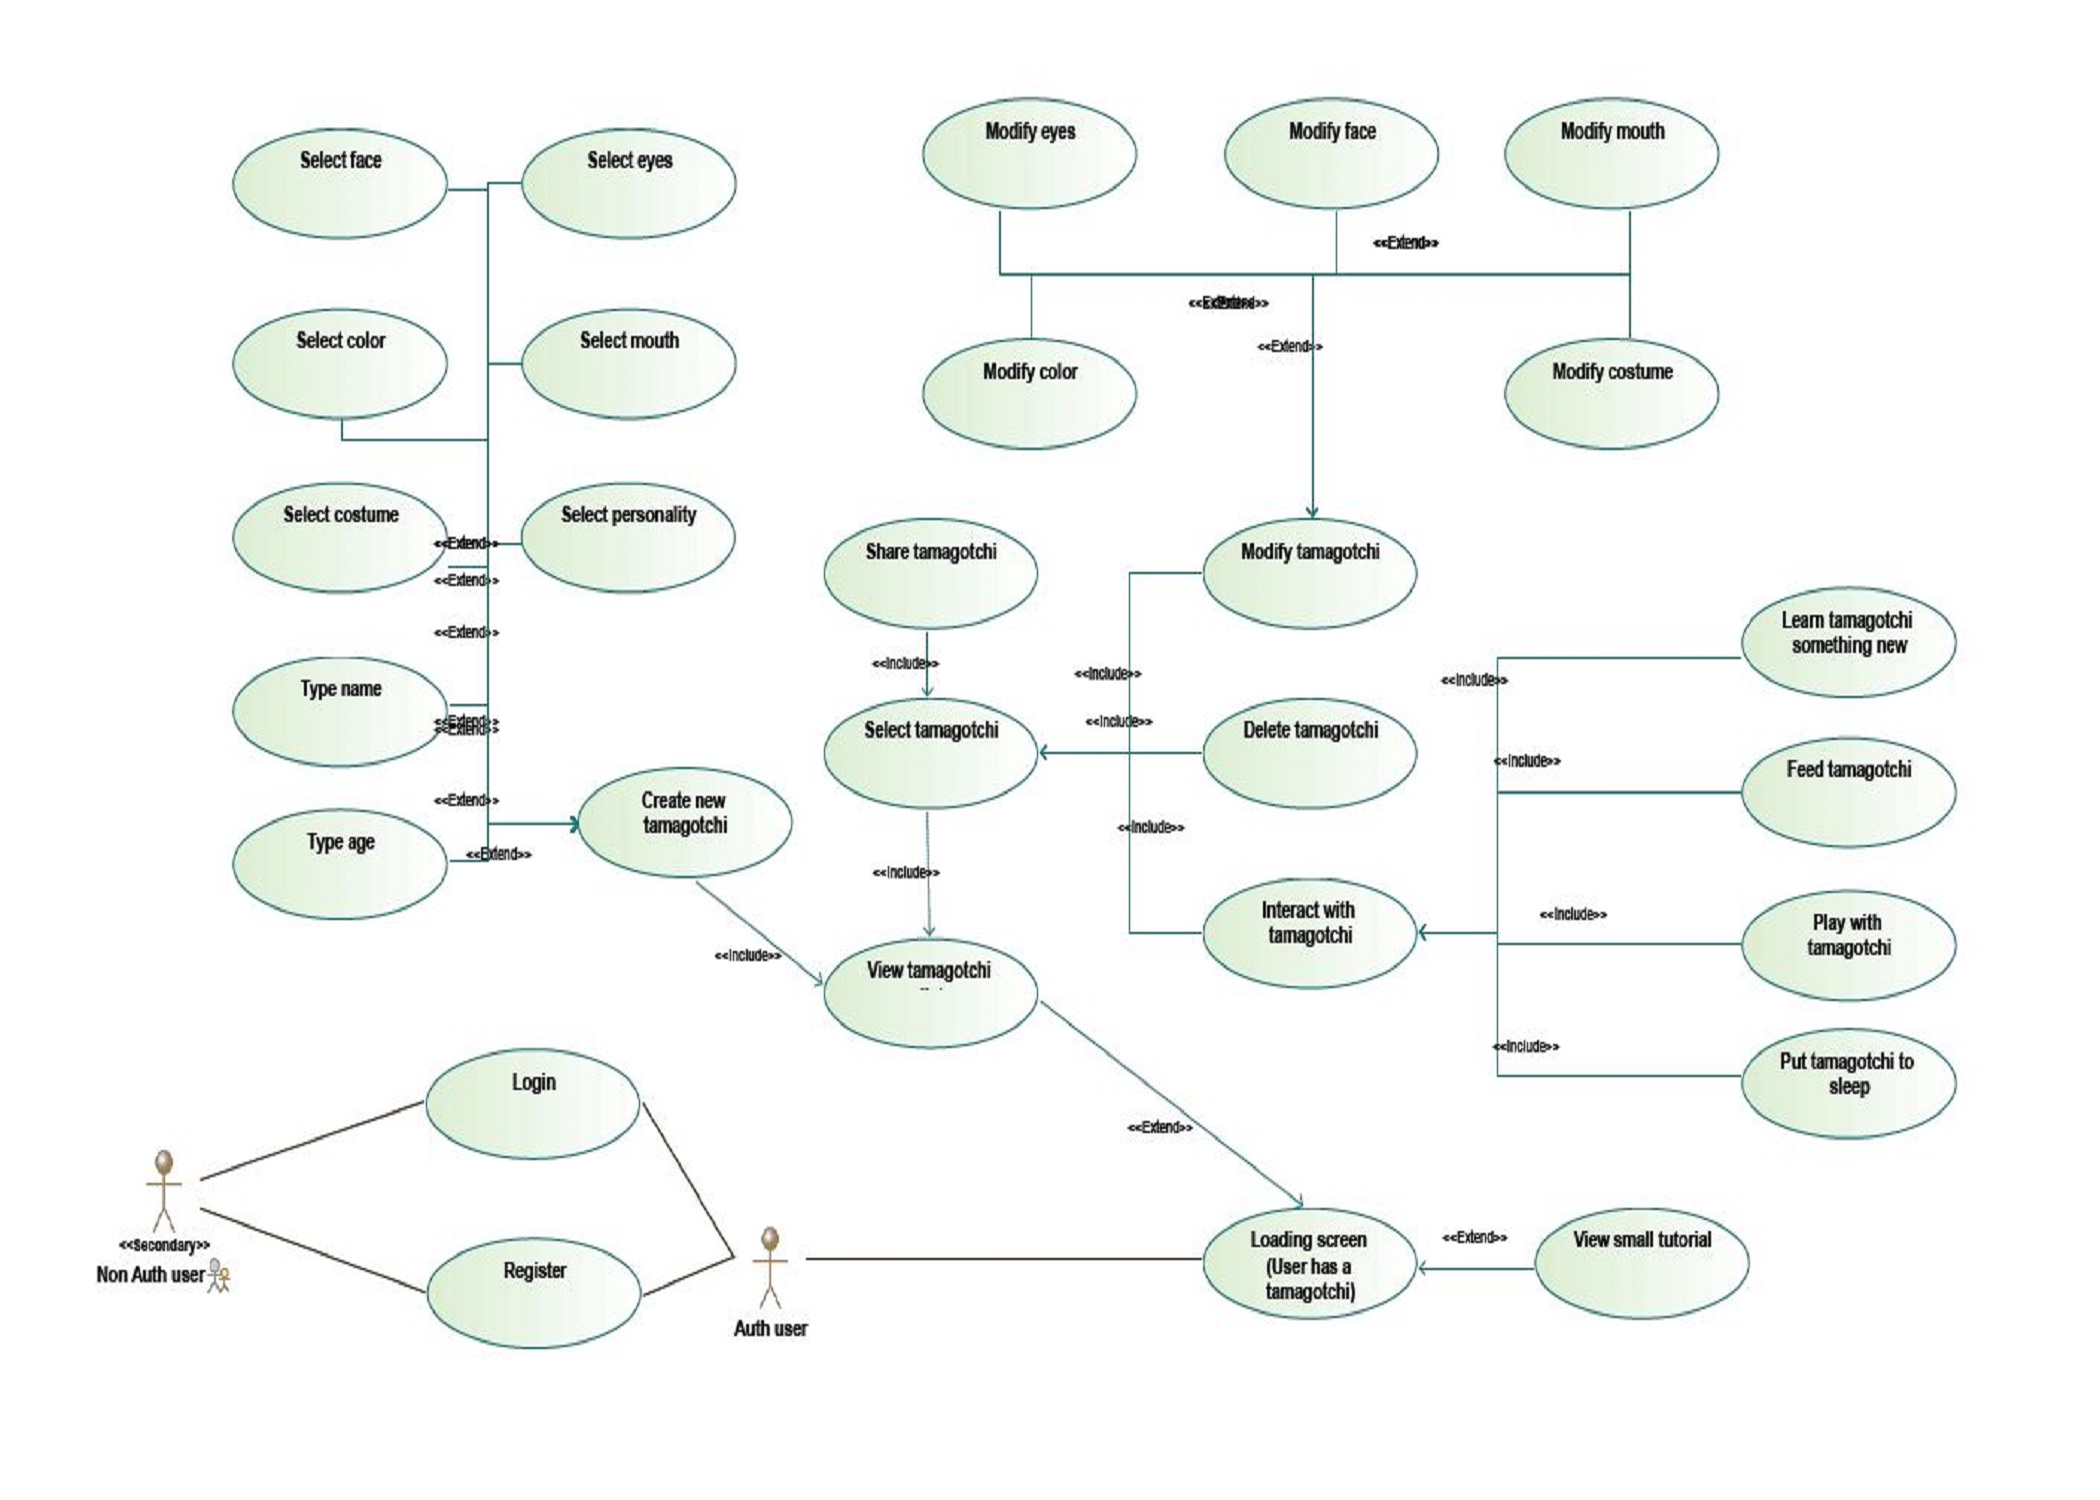 Modify eyes
Modify face
Modify mouth
Select face
Select eyes
<<Extend>>
<<Extend>>
Select color
Select mouth
<<Extend>>
Modify color
Modify costume
Select costume
Select personality
<<Extend>>
<<Extend>>
Share tamagotchi
Modify tamagotchi
<<Extend>>
Learn tamagotchi
something new
<<Include>>
<<Include>>
<<Include>>
Type name
<<Extend>>
<<Extend>>
Select tamagotchi
<<Include>>
Delete tamagotchi
<<Include>>
Feed tamagotchi
<<Extend>>
Create new
tamagotchi
<<Include>>
Type age
<<Extend>>
<<Include>>
Interact with
tamagotchi
<<Include>>
Play with
tamagotchi
<<Include>>
View tamagotchi
<<Include>>
Put tamagotchi to
sleep
Login
<<Extend>>
<<Secondary>>
Non Auth user
Register
Auth user
Loading screen
(User has a
tamagotchi)
<<Extend>>
View small tutorial